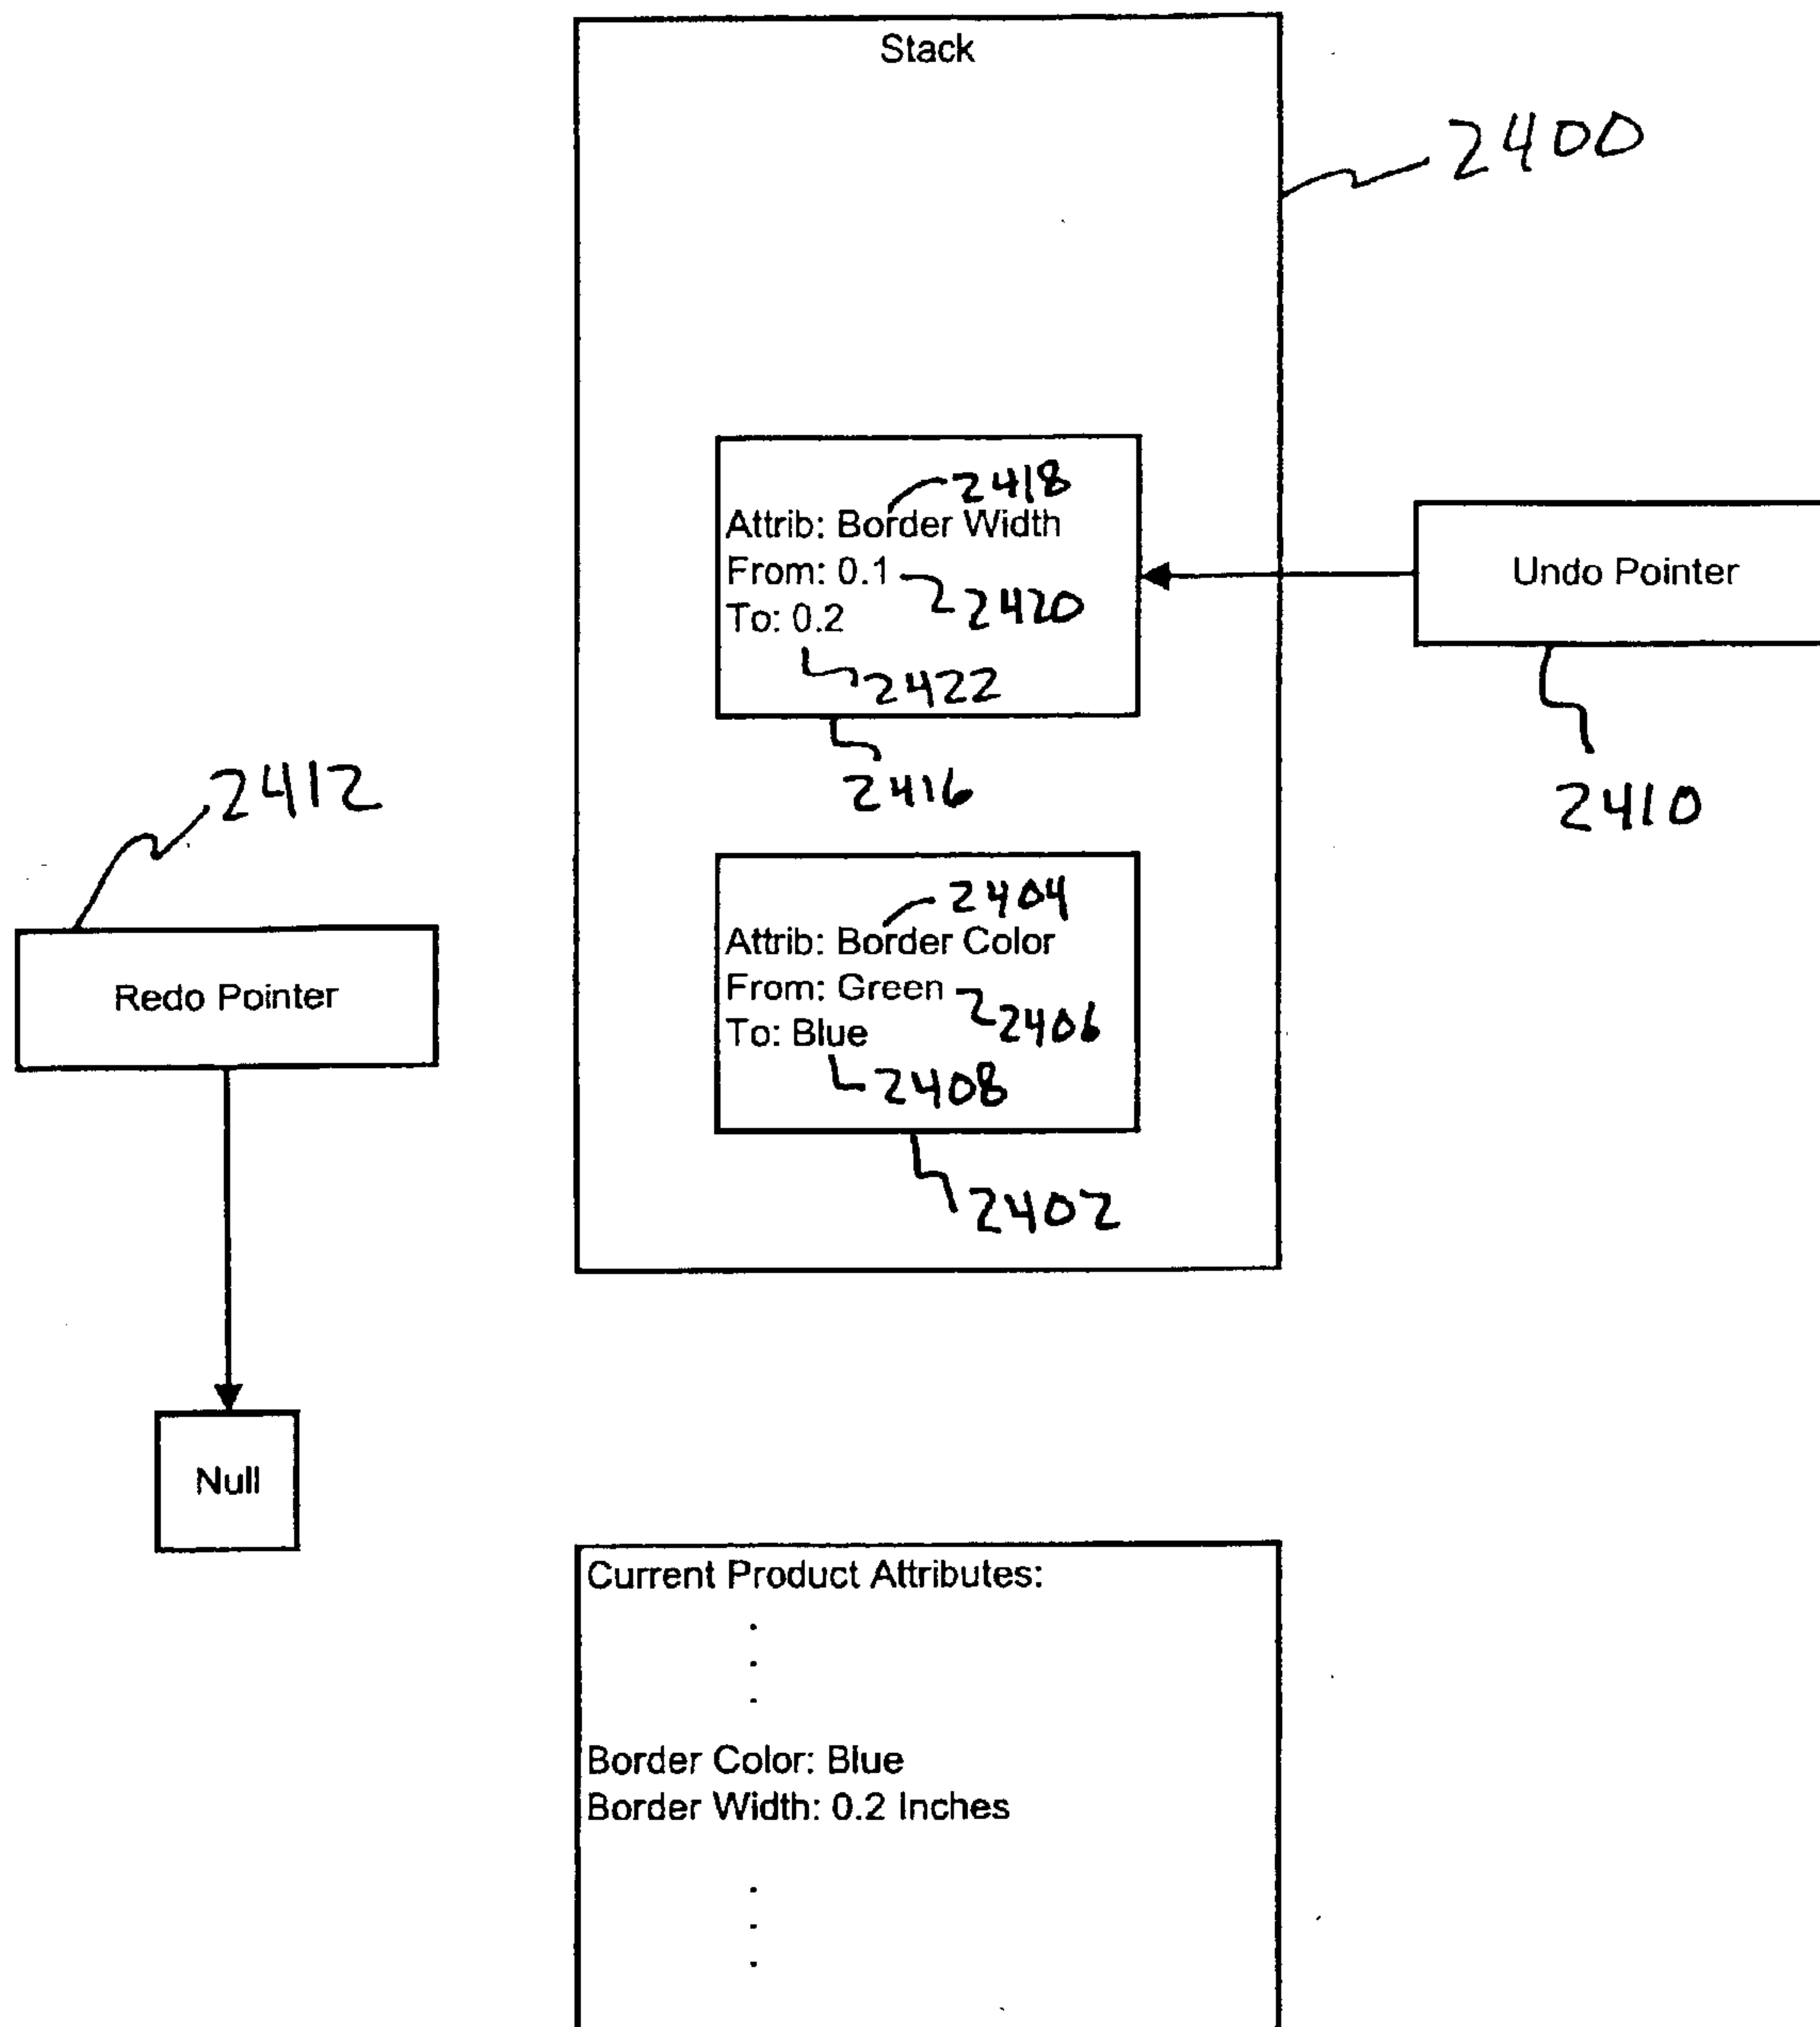 Stack
2400
2418
Attrib: Border Width
From: 0.1
2420
To: 0.2
2422
2416
Undo Pointer
2410
2412
Redo Pointer
2404
Attrib: Border Color
From: Green
2406
To: Blue
2408
2402
Null
Current Product Attributes:
.
.
.
Border Color: Blue
Border Width: 0.2 Inches
.
.
.